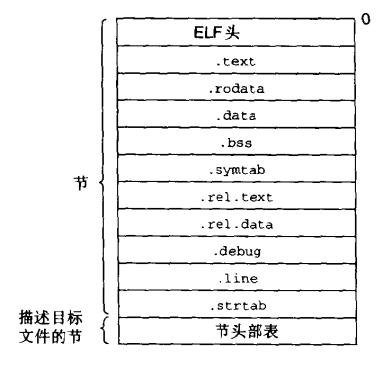 0
ELF头
.text
.rodata
.data
.bss
.symtab
节
.rel.text
.rel.data
.debug
.line
.strtab
描述目标
文件的节
节头部表